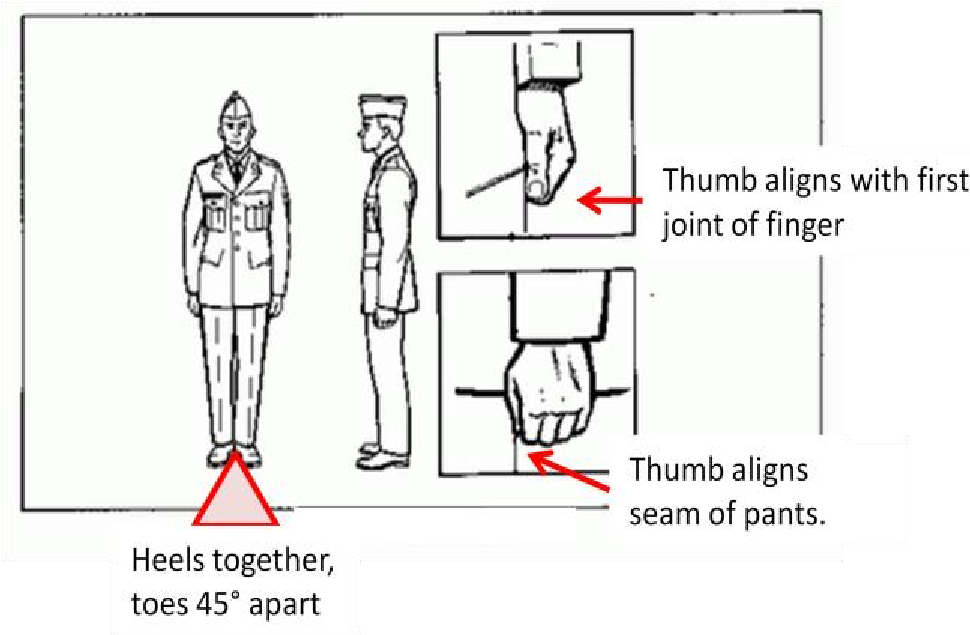 Thumb aligns with first
joint of finger
Thumb aligns
seam of pants.
Heels together,
toes 45° apart